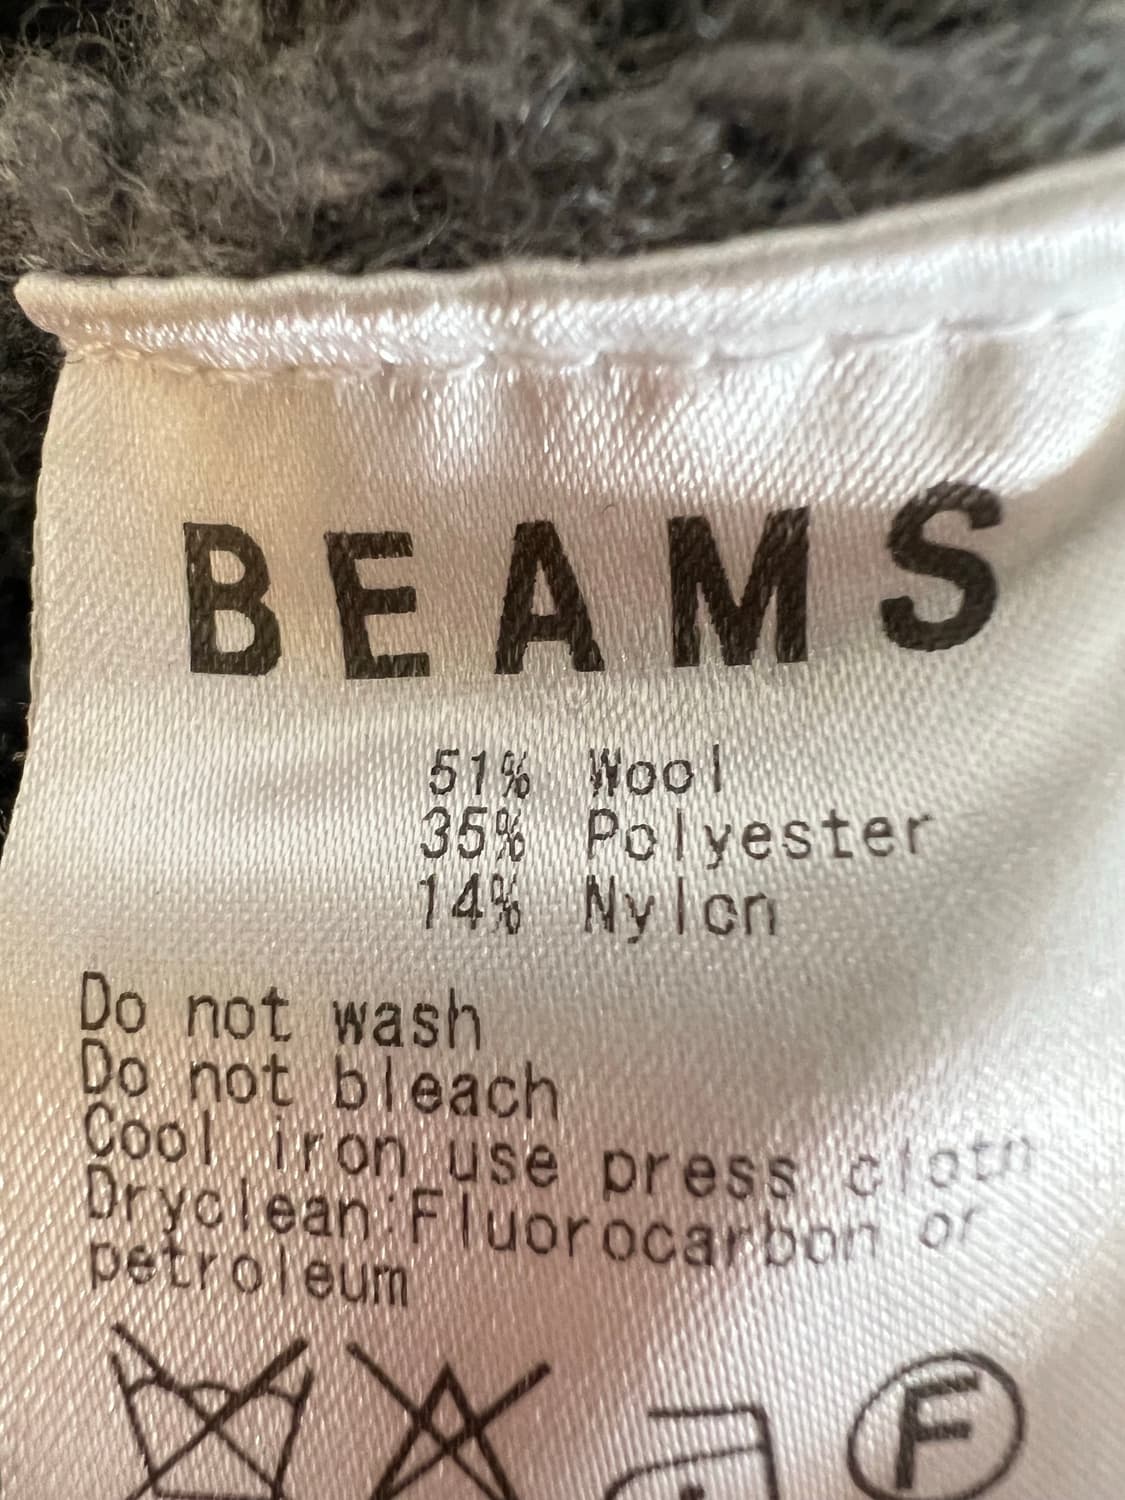 BEAMS
51% Wool
35% Polyester
14% Nylon
Do not wash
Do not bleach
Cool iron use press cloth
Dryclean:Fluorocarbon or
petroleum
F